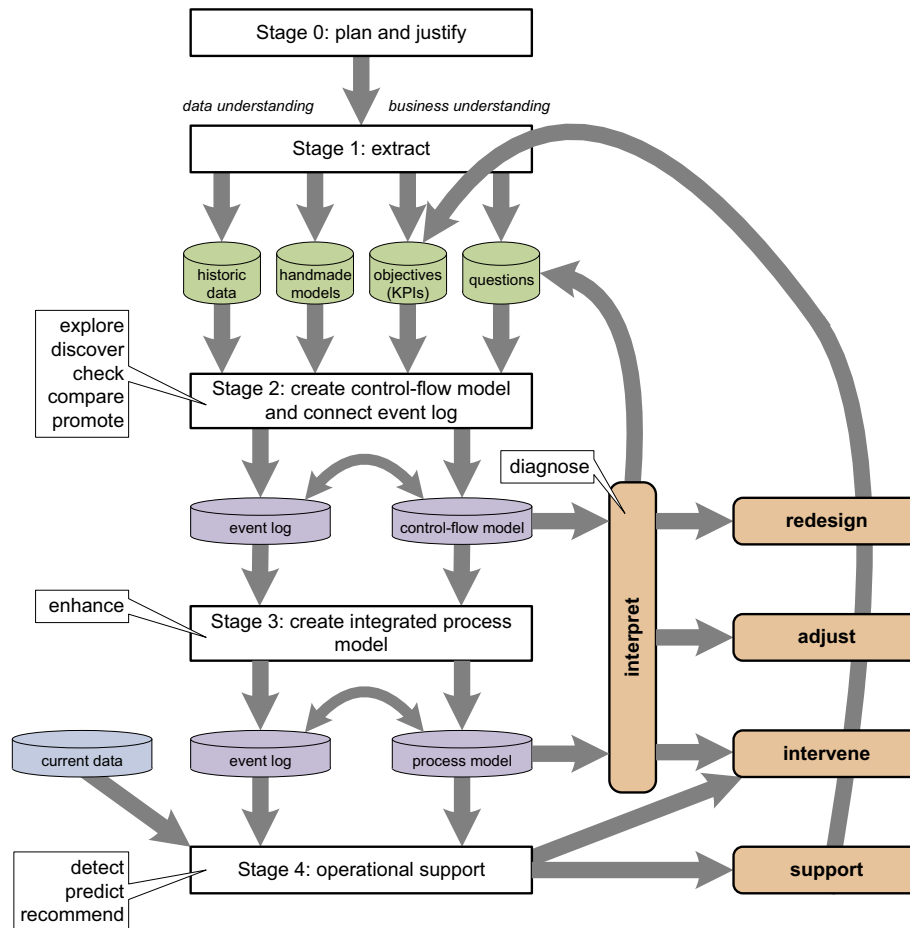 Stage 0: plan and justify
data understanding
business understanding
Stage 1: extract
historic
data
handmade
models
objectives
(KPIs)
questions
explore
discover
check
compare
promote
Stage 2: create control-flow model
and connect event log
diagnose
event log
control-flow model
redesign
enhance
Stage 3: create integrated process
model
interpret
adjust
current data
event log
process model
intervene
detect
predict
recommend
Stage 4: operational support
support